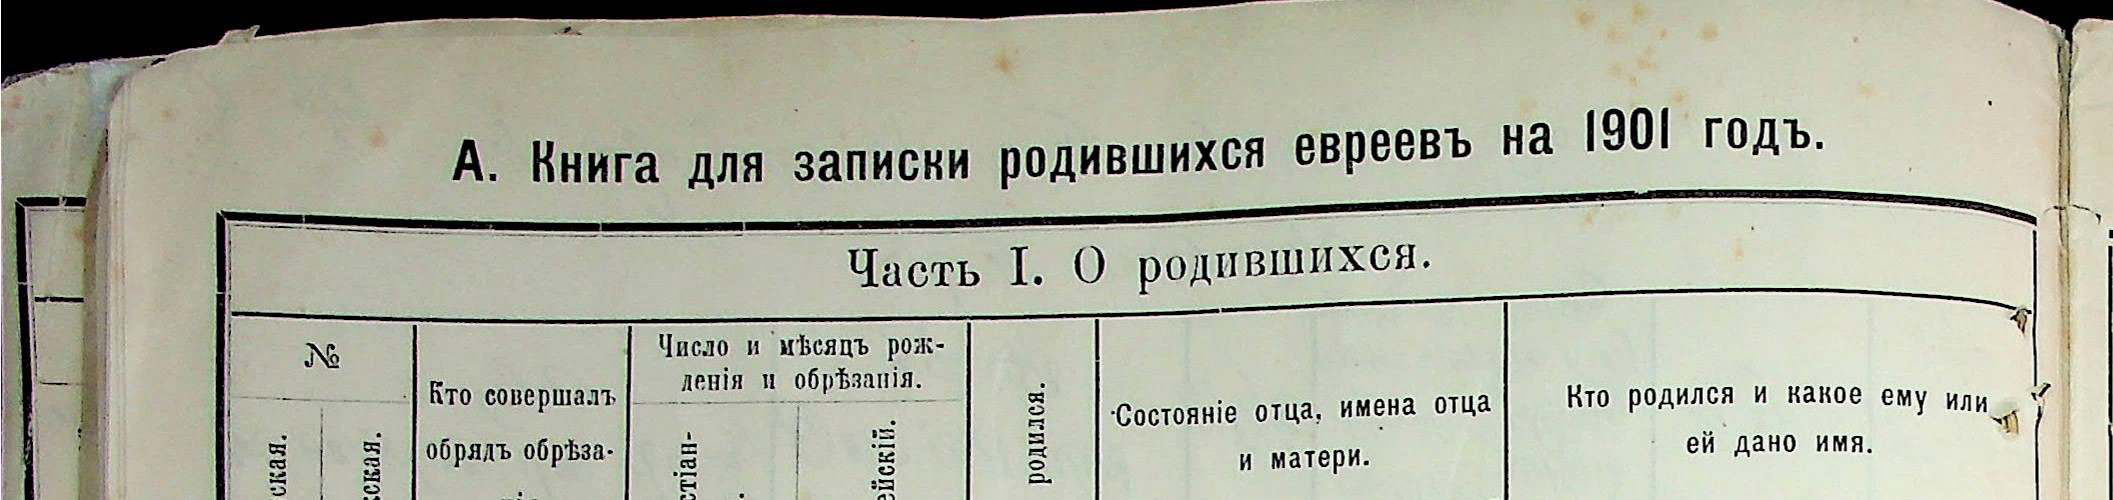 А. Книга для записки родившихся евреевъ на 1901 годъ.
Часть I. О родившихся.
№
Кто совершалъ
обрядъ обрѣза-
Число и мѣсяцъ рож-
денія и обрѣзанія.
родился.
Состояніе отца, имена отца
и матери.
Кто родился и какое ему или
ей дано имя.